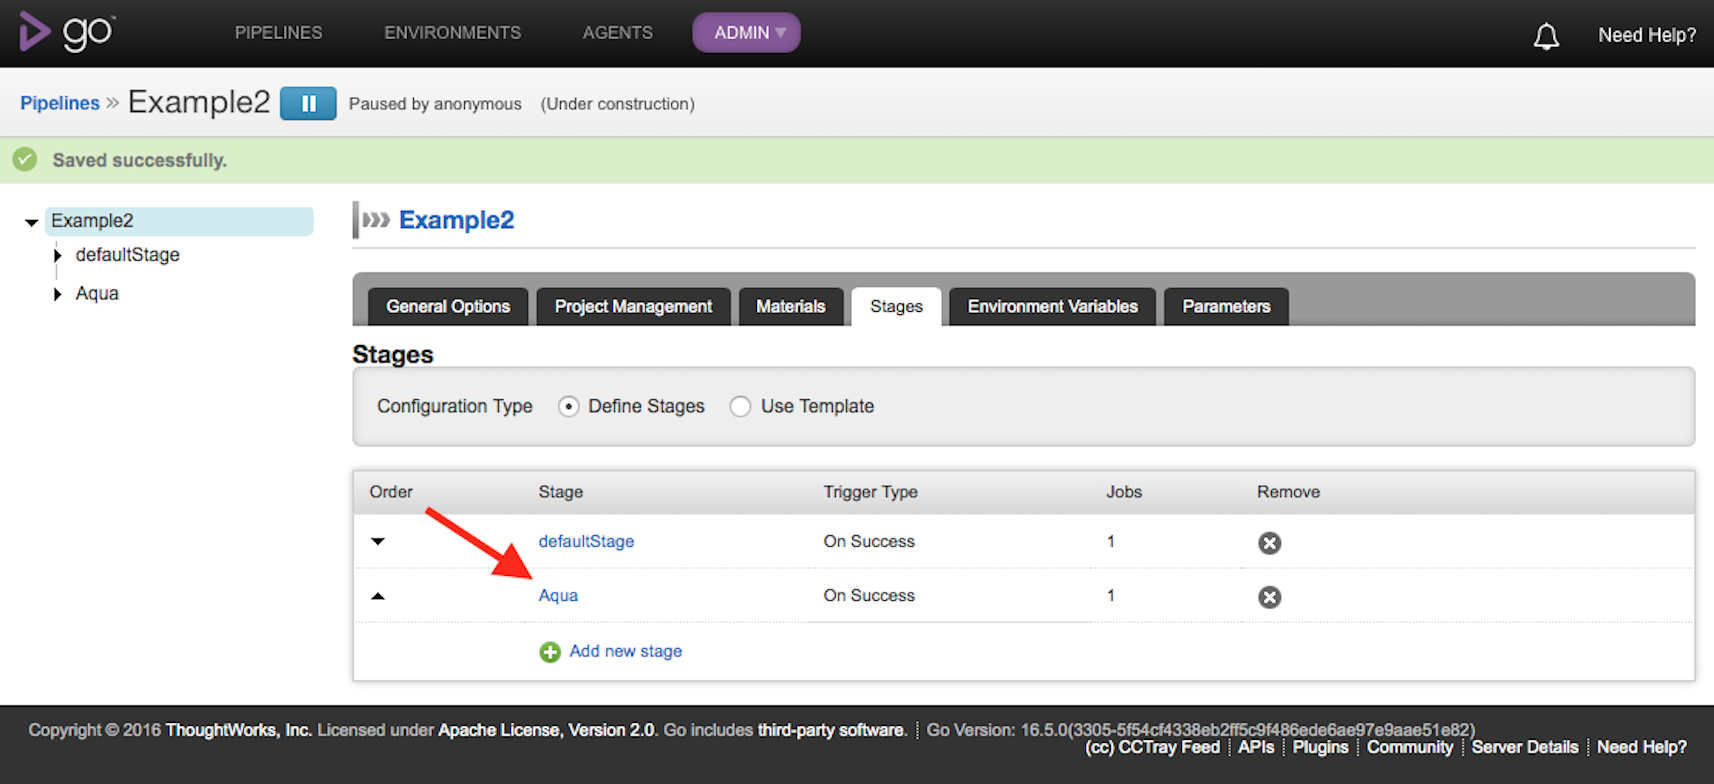 go™ PIPELINES ENVIRONMENTS AGENTS ADMIN Need Help?
Pipelines » Example2 Paused by anonymous (Under construction)
Saved successfully.
Example2
defaultStage
Aqua
Example2
General Options Project Management Materials Stages Environment Variables Parameters
Stages
Configuration Type Define Stages Use Template
Order Stage Trigger Type Jobs Remove
defaultStage On Success 1
Aqua On Success 1
Add new stage
Copyright © 2016 ThoughtWorks, Inc. Licensed under Apache License, Version 2.0. Go includes third-party software. Go Version: 16.5.0(3305-5f54cf4338eb2ff5c9f486ede6ae97e9aae51e82)
(cc) CCTray Feed APIs Plugins Community Server Details Need Help?